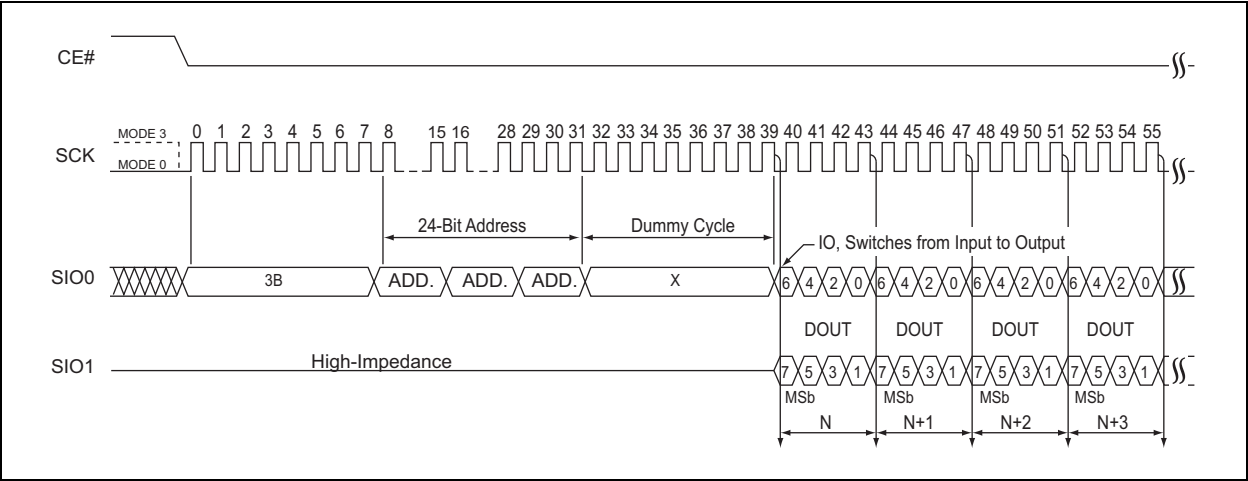 CE#
MODE 3 0 1 2 3 4 5 6 7 8 15 16 28 29 30 31 32 33 34 35 36 37 38 39 40 41 42 43 44 45 46 47 48 49 50 51 52 53 54 55
SCK
MODE 0
24-Bit Address Dummy Cycle
IO, Switches from Input to Output
SIO0 3B ADD. ADD. ADD. X 6 4 2 0 6 4 2 0 6 4 2 0 6 4 2 0
DOUT DOUT DOUT DOUT
SIO1 High-Impedance 7 5 3 1 7 5 3 1 7 5 3 1 7 5 3 1
MSb MSb MSb MSb
N N+1 N+2 N+3